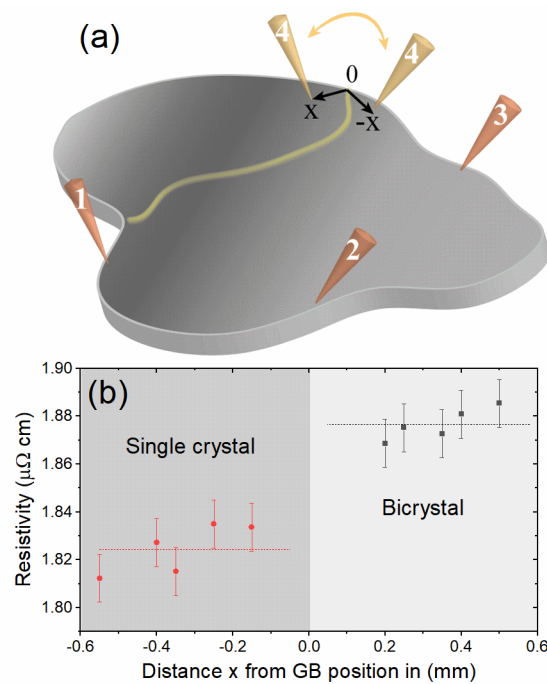 (a)
4
4
0
X
-X
3
1
2
(b)
1.90
1.88
1.86
1.84
1.82
1.80
Resistivity (μΩ cm)
Single crystal
Bicrystal
-0.6 -0.4 -0.2 0.0 0.2 0.4 0.6
Distance x from GB position in (mm)